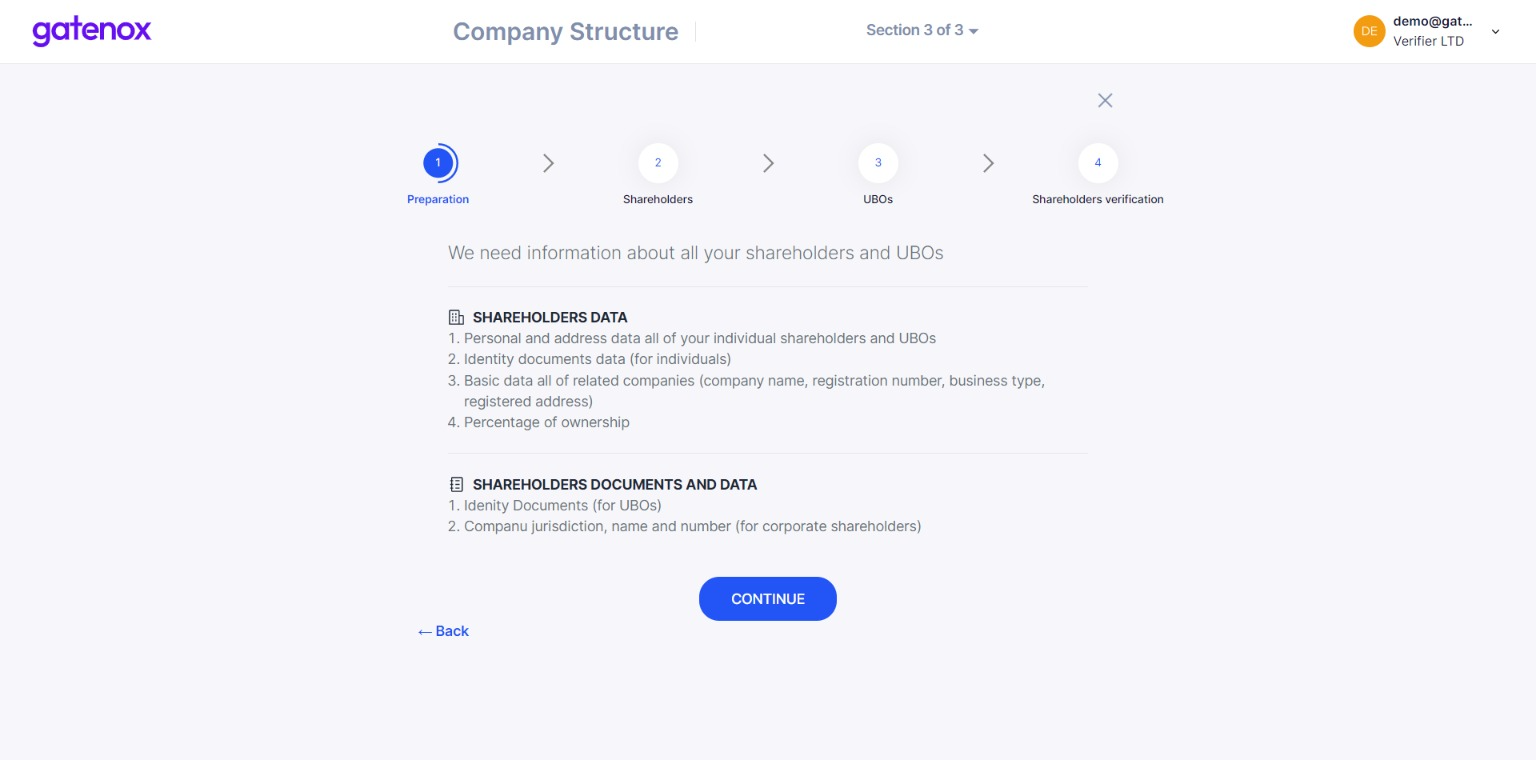 gatenox
Company Structure
Section 3 of 3
DE
demo@gat...
Verifier LTD
1
2
3
4
Preparation
Shareholders
UBOs
Shareholders verification
We need information about all your shareholders and UBOs
SHAREHOLDERS DATA
1. Personal and address data all of your individual shareholders and UBOs
2. Identity documents data (for individuals)
3. Basic data all of related companies (company name, registration number, business type,
registered address)
4. Percentage of ownership
SHAREHOLDERS DOCUMENTS AND DATA
1. Idenity Documents (for UBOs)
2. Companu jurisdiction, name and number (for corporate shareholders)
CONTINUE
← Back